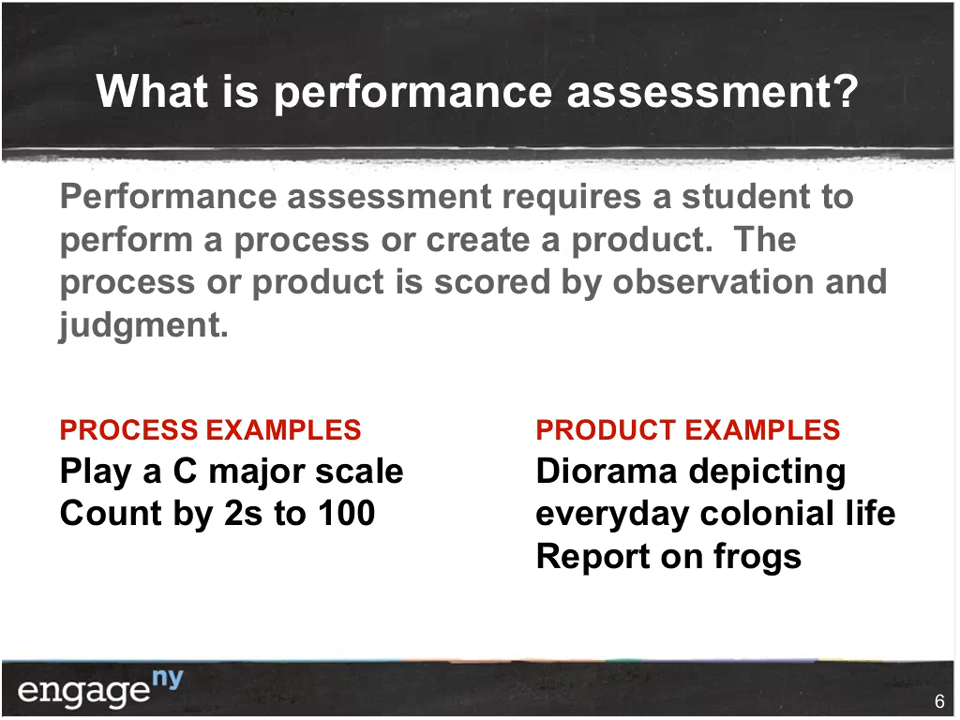 What is performance assessment?
Performance assessment requires a student to
perform a process or create a product.  The
process or product is scored by observation and
judgment.
PROCESS EXAMPLES
Play a C major scale
Count by 2s to 100
PRODUCT EXAMPLES
Diorama depicting
everyday colonial life
Report on frogs
engage ny
6